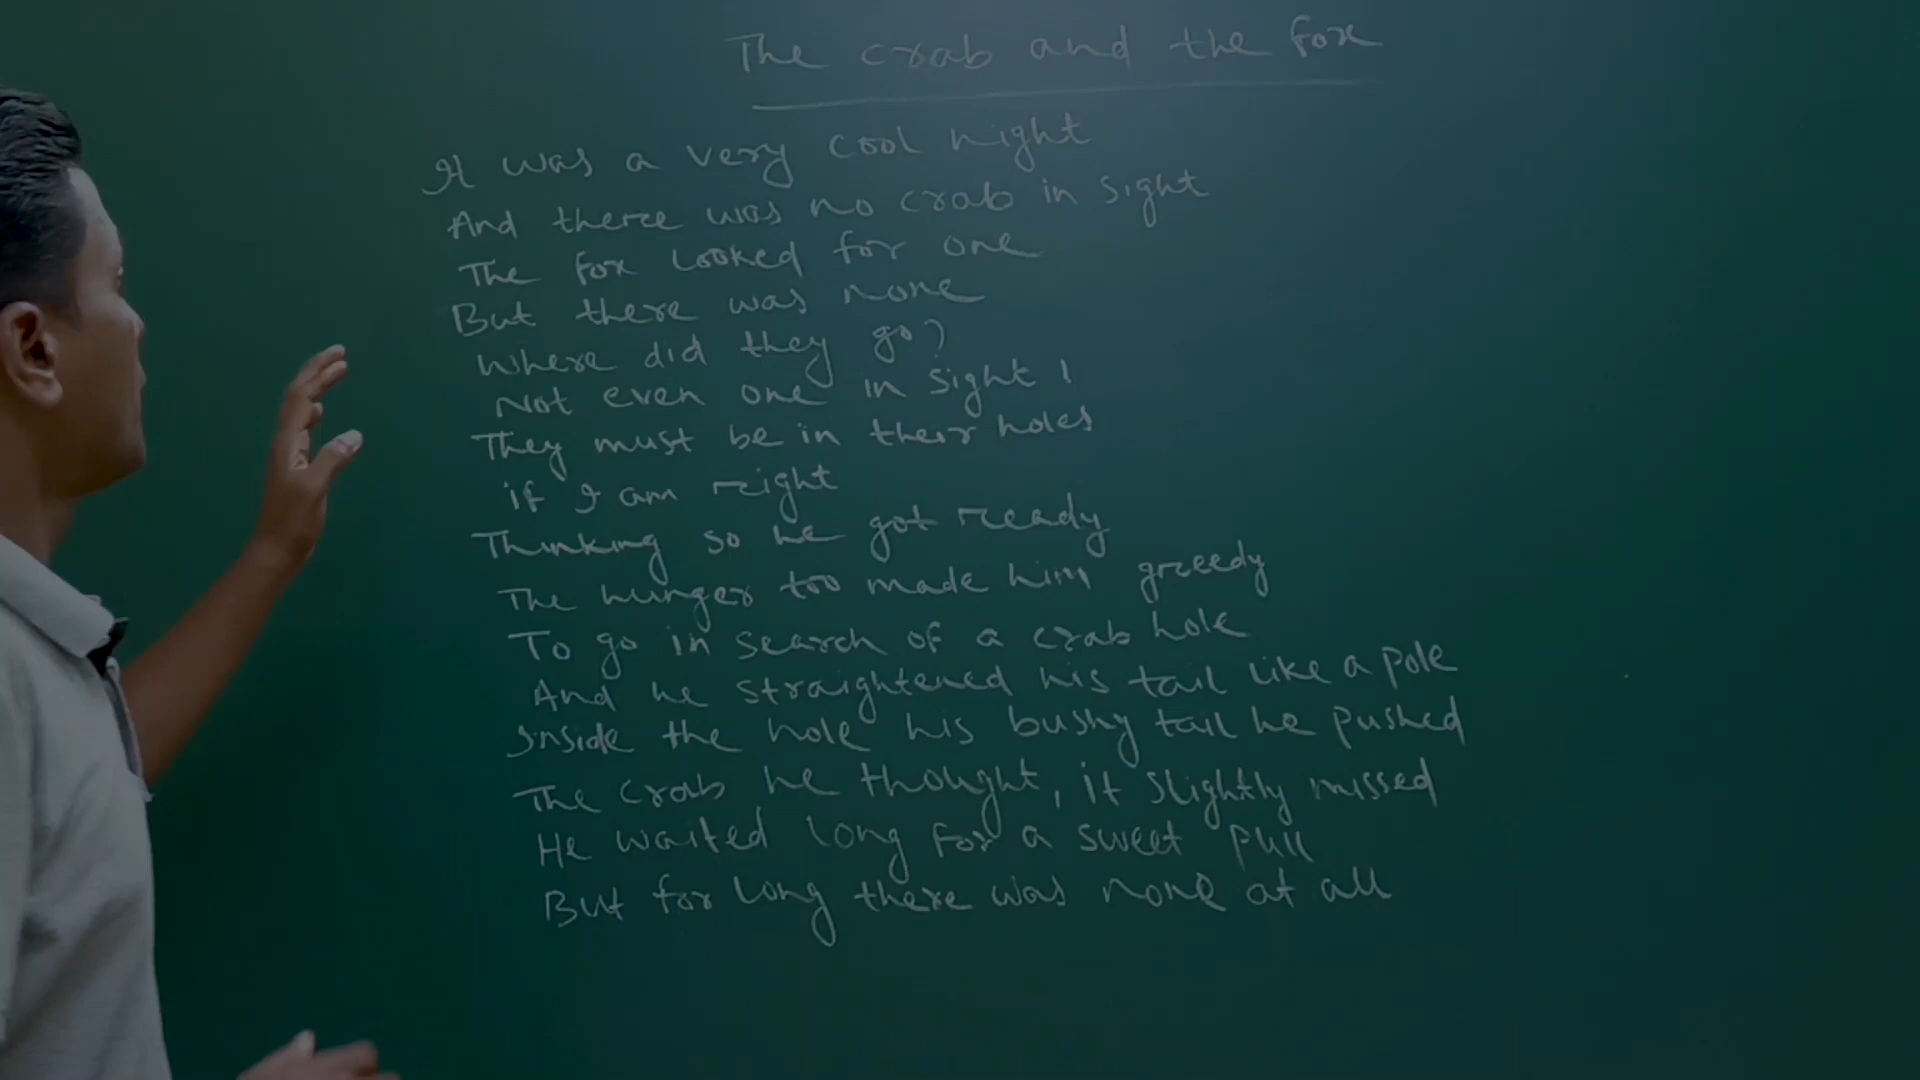 The crab and the fox
It was a very cool night
And there was no crab in sight
The fox looked for one
But there was none
Where did they go?
Not even one in sight!
They must be in their holes
if I am right
Thinking so he got ready
The hunger too made him greedy
To go in search of a crab hole
And he straightened his tail like a pole
Inside the hole his bushy tail he pushed
The crab he thought, it slightly missed
He waited long for a sweet pull
But for long there was none at all